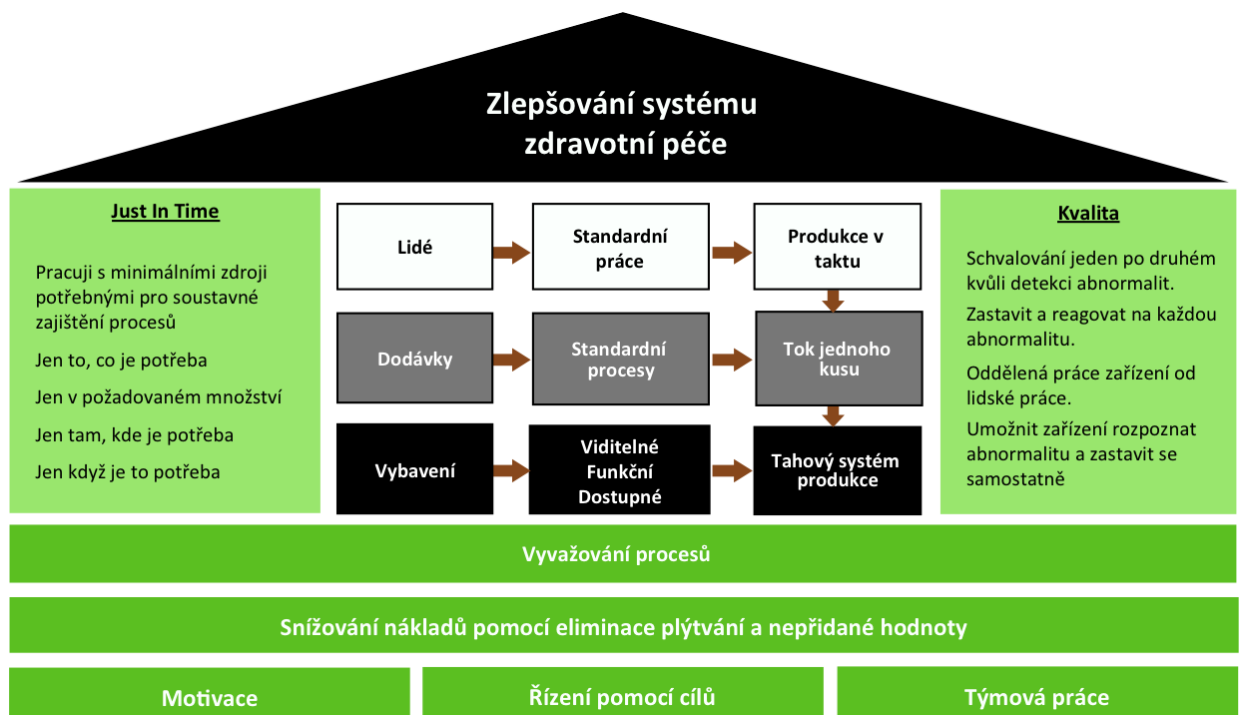 Zlepšování systému
zdravotní péče
Just In Time
Pracuji s minimálními zdroji
potřebnými pro soustavné
zajištění procesů
Jen to, co je potřeba
Jen v požadovaném množství
Jen tam, kde je potřeba
Jen když je to potřeba
Lidé
Standardní
práce
Produkce v
taktu
Dodávky
Standardní
procesy
Tok jednoho
kusu
Vybavení
Viditelné
Funkční
Dostupné
Tahový systém
produkce
Kvalita
Schvalování jeden po druhém
kvůli detekci abnormalit.
Zastavit a reagovat na každou
abnormalitu.
Oddělená práce zařízení od
lidské práce.
Umožnit zařízení rozpoznat
abnormalitu a zastavit se
samostatně
Vyvažování procesů
Snížování nákladů pomocí eliminace plýtvání a nepřidané hodnoty
Motivace
Řízení pomocí cílů
Týmová práce